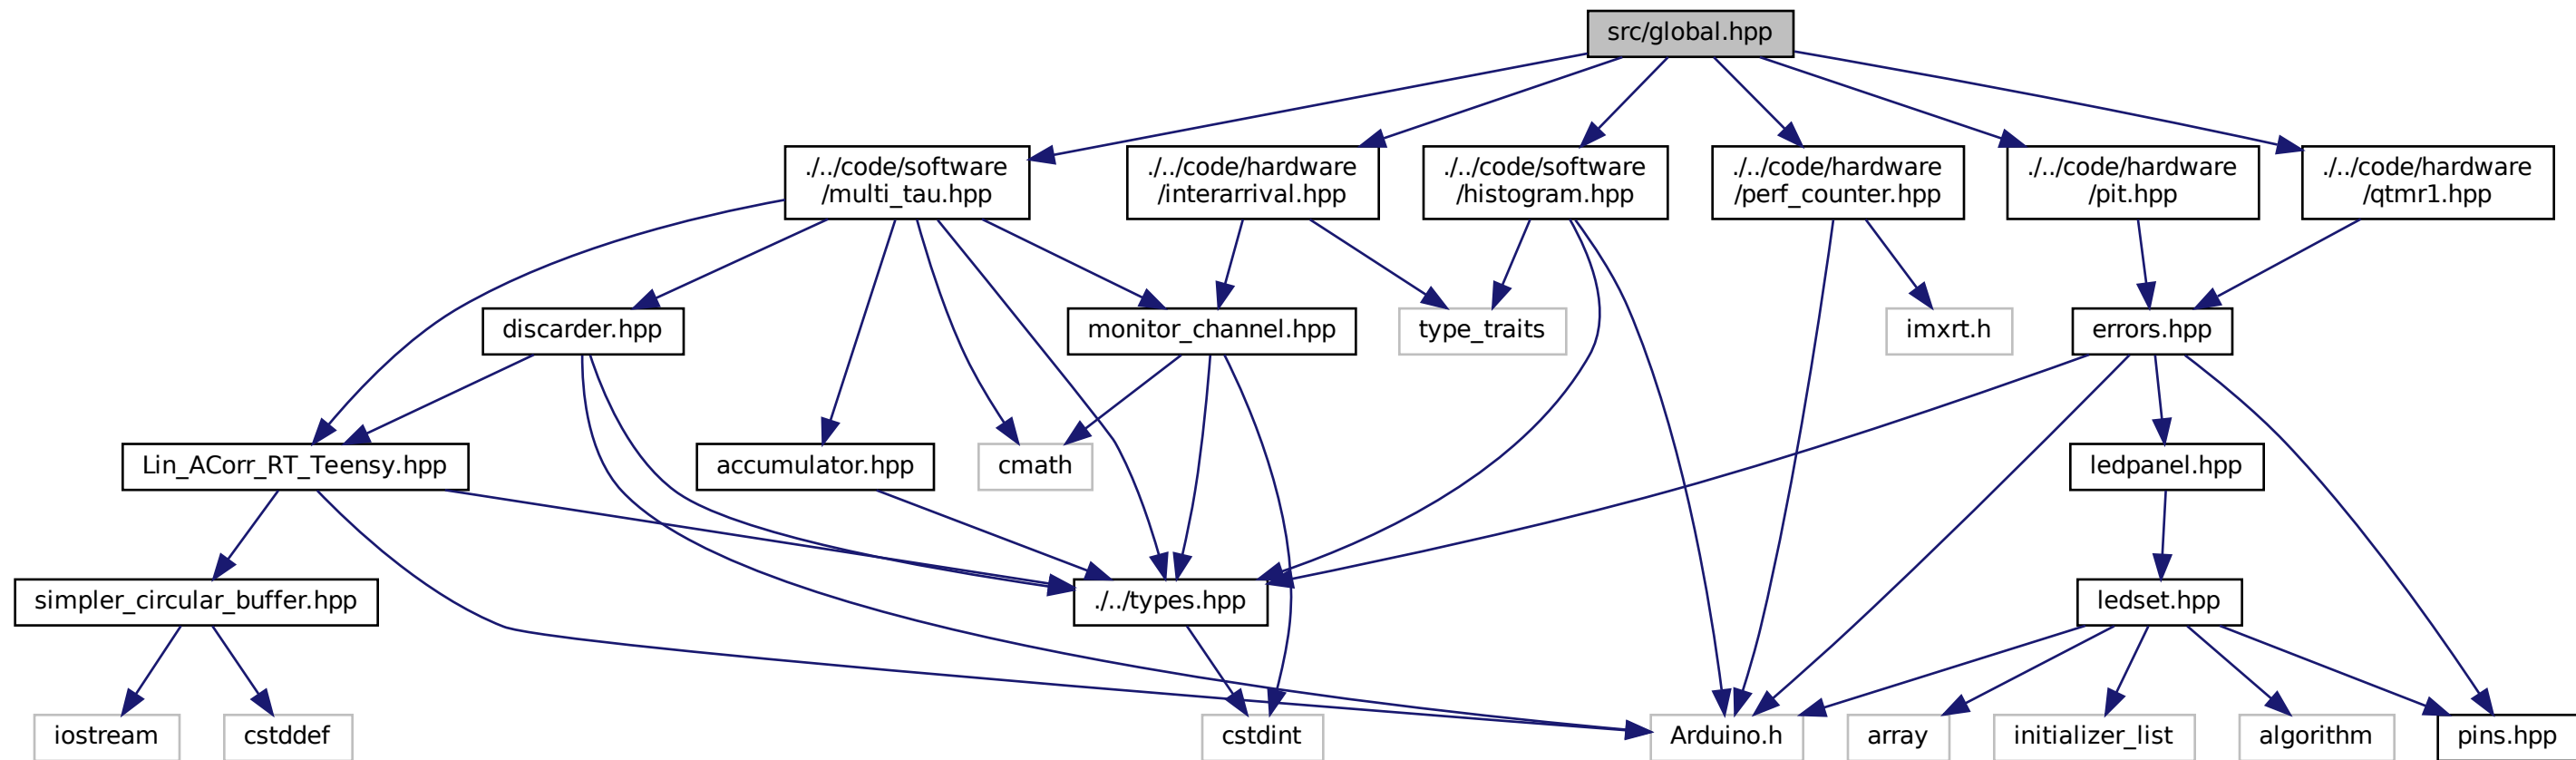 src/global.hpp
./../code/software
/multi_tau.hpp
./../code/hardware
/interarrival.hpp
./../code/software
/histogram.hpp
./../code/hardware
/perf_counter.hpp
./../code/hardware
/pit.hpp
./../code/hardware
/qtmr1.hpp
discarder.hpp
monitor_channel.hpp
type_traits
imxrt.h
errors.hpp
Lin_ACorr_RT_Teensy.hpp
accumulator.hpp
cmath
ledpanel.hpp
simpler_circular_buffer.hpp
./../types.hpp
ledset.hpp
iostream
cstddef
cstdint
Arduino.h
array
initializer_list
algorithm
pins.hpp